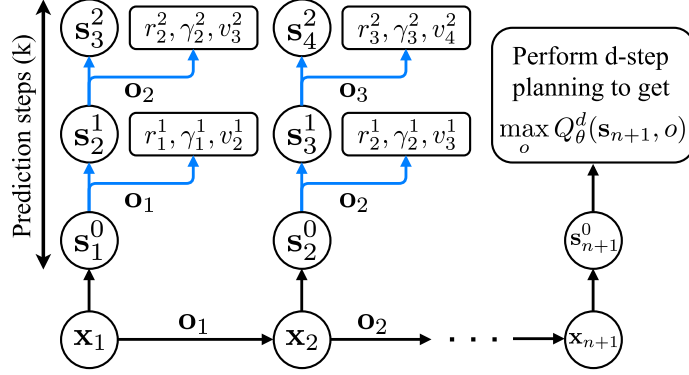 Prediction steps (k)
s_3^2 r_2^2, γ_2^2, v_3^2 s_4^2 r_3^2, γ_3^2, v_4^2
o_2 o_3
s_2^1 r_1^1, γ_1^1, v_2^1 s_3^1 r_2^1, γ_2^1, v_3^1
o_1 o_2
s_1^0 s_2^0 s_{n+1}^0
Perform d-step
planning to get
max_o Q_θ^d(s_{n+1}, o)
x_1 o_1 x_2 o_2 · · · x_{n+1}